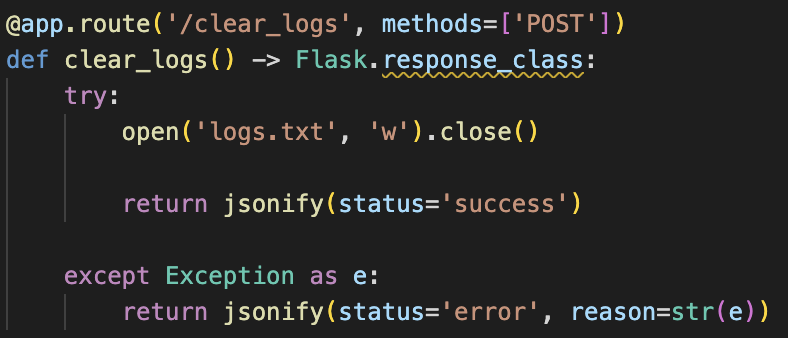 @app.route('/clear_logs', methods=['POST'])
def clear_logs() -> Flask.response_class:
    try:
        open('logs.txt', 'w').close()

        return jsonify(status='success')

    except Exception as e:
        return jsonify(status='error', reason=str(e))